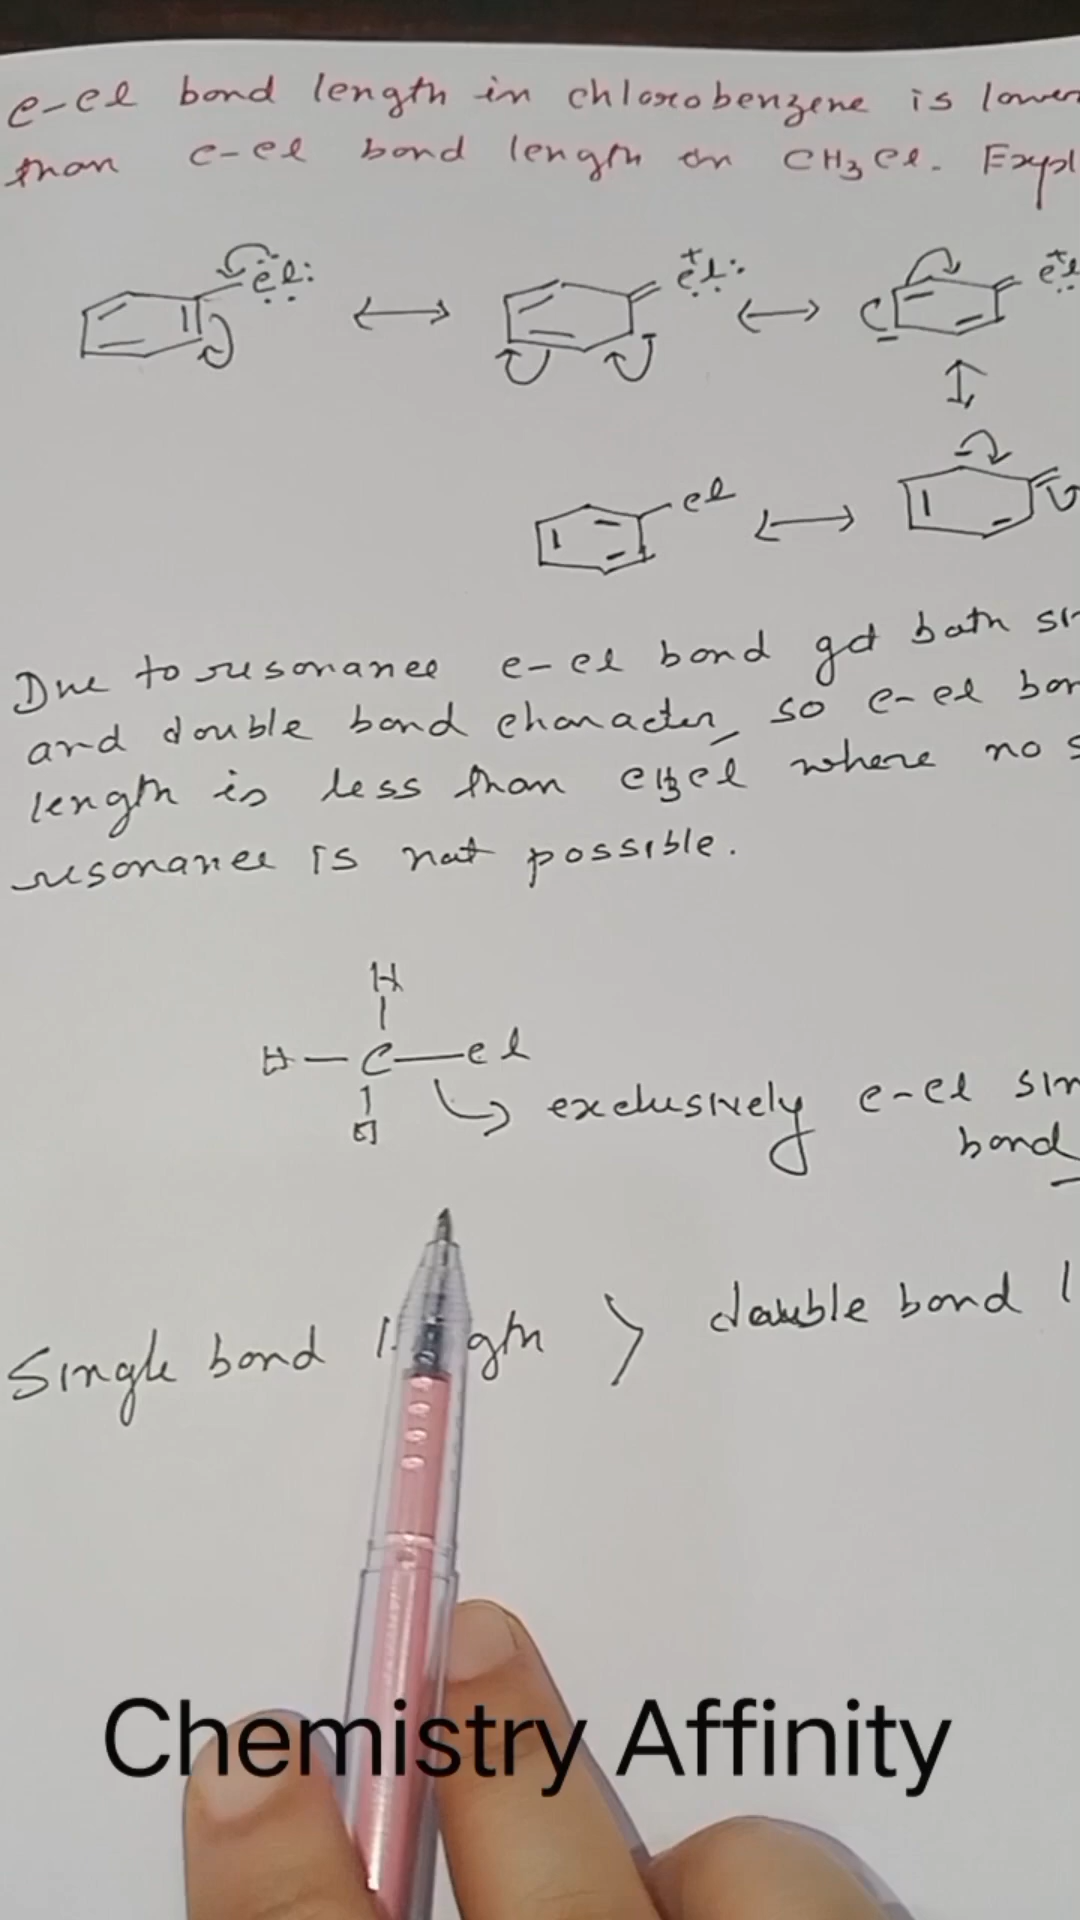 C-Cl bond length in chlorobenzene is lower
than C-Cl bond length in CH3Cl. Expl
Cl: ⟷ +Cl: ⟷ +Cl
Cl ⟷
Due to resonance C-Cl bond get both si
and double bond character, so C-Cl bon
length is less than CH3Cl where no s
resonance is not possible.
H
H-C-Cl
H
exclusively C-Cl sin
bond
Single bond length > double bond l
Chemistry Affinity